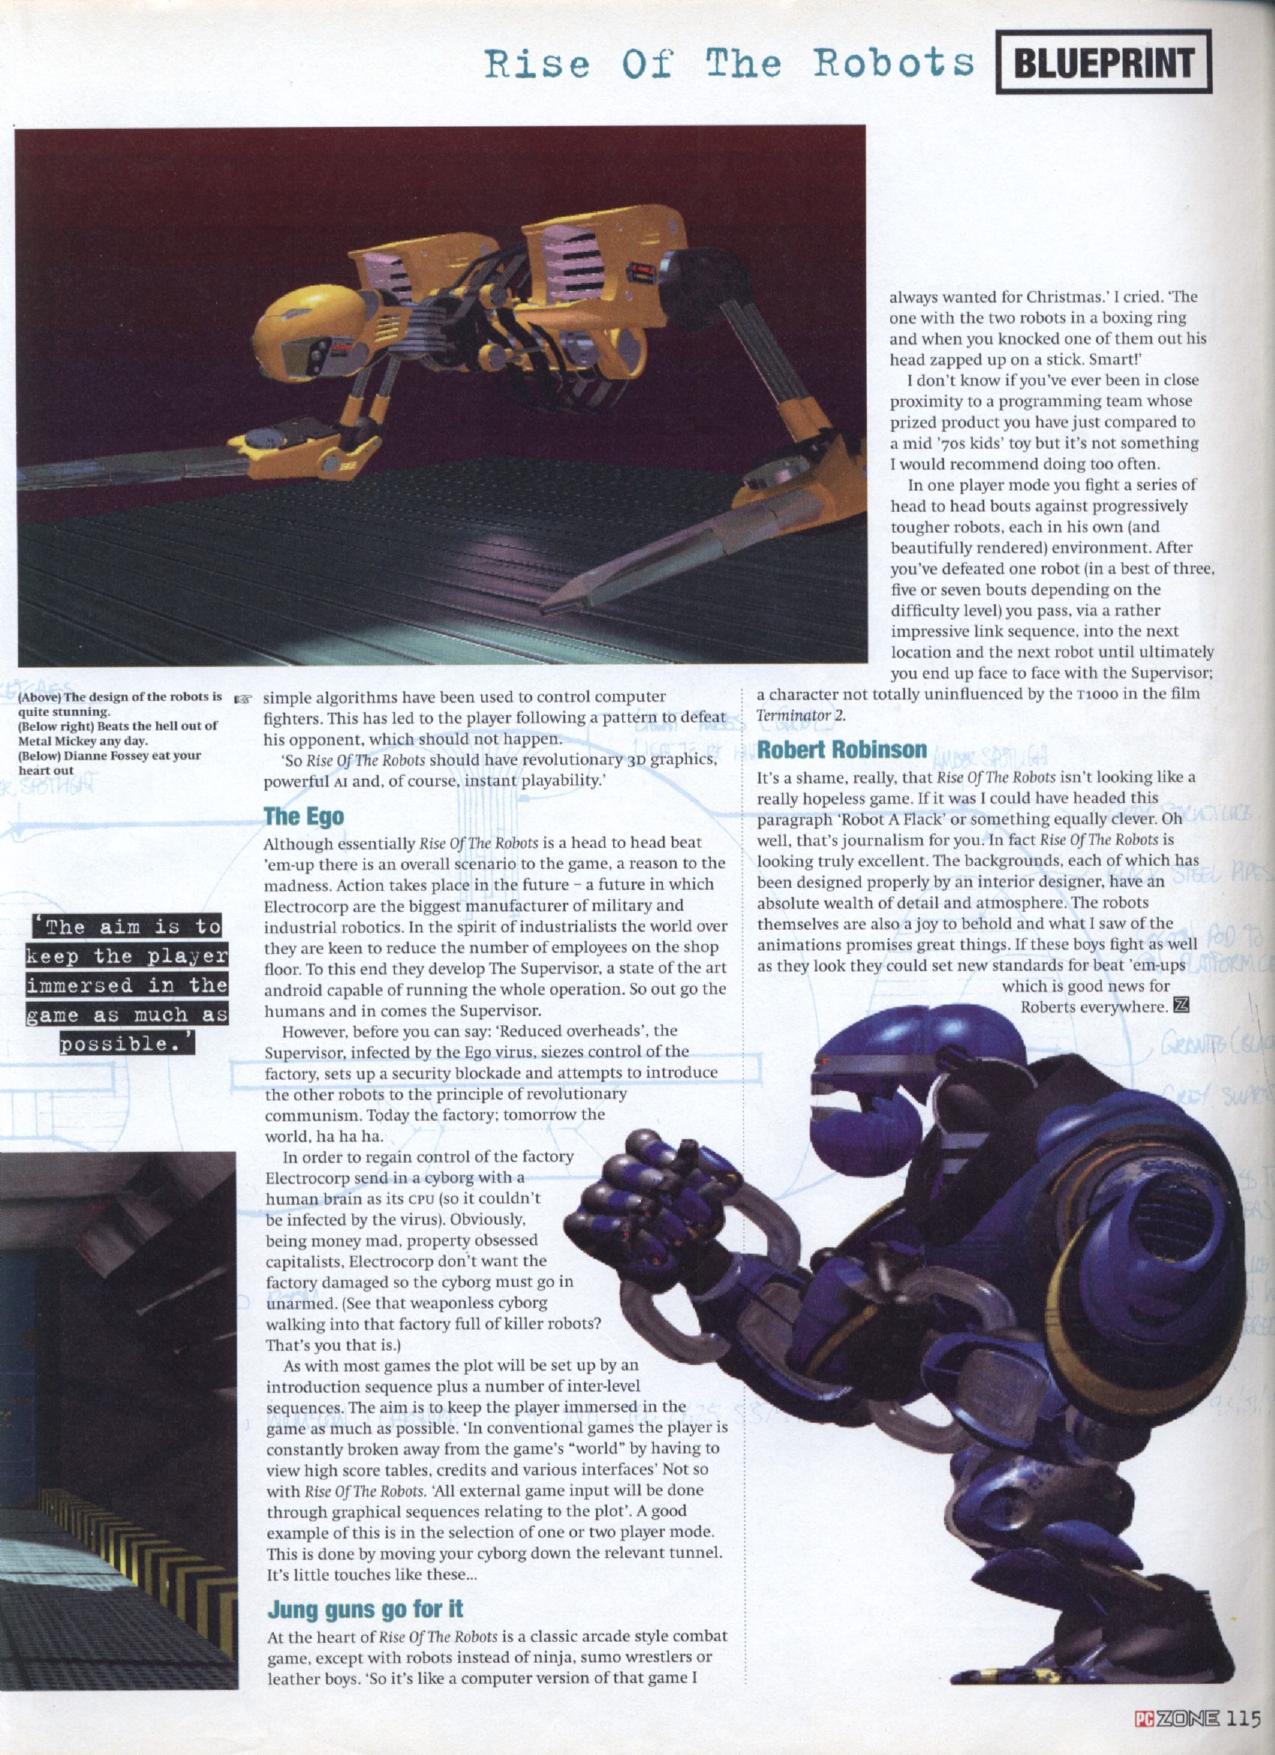 Rise Of The Robots BLUEPRINT
(Above) The design of the robots is
quite stunning.
(Below right) Beats the hell out of
Metal Mickey any day.
(Below) Dianne Fossey eat your
heart out
'The aim is to
keep the player
immersed in the
game as much as
possible.'
simple algorithms have been used to control computer
fighters. This has led to the player following a pattern to defeat
his opponent, which should not happen.
'So Rise Of The Robots should have revolutionary 3D graphics,
powerful AI and, of course, instant playability.'
The Ego
Although essentially Rise Of The Robots is a head to head beat
'em-up there is an overall scenario to the game, a reason to the
madness. Action takes place in the future – a future in which
Electrocorp are the biggest manufacturer of military and
industrial robotics. In the spirit of industrialists the world over
they are keen to reduce the number of employees on the shop
floor. To this end they develop The Supervisor, a state of the art
android capable of running the whole operation. So out go the
humans and in comes the Supervisor.
However, before you can say: 'Reduced overheads', the
Supervisor, infected by the Ego virus, siezes control of the
factory, sets up a security blockade and attempts to introduce
the other robots to the principle of revolutionary
communism. Today the factory; tomorrow the
world, ha ha ha.
In order to regain control of the factory
Electrocorp send in a cyborg with a
human brain as its CPU (so it couldn't
be infected by the virus). Obviously,
being money mad, property obsessed
capitalists, Electrocorp don't want the
factory damaged so the cyborg must go in
unarmed. (See that weaponless cyborg
walking into that factory full of killer robots?
That's you that is.)
As with most games the plot will be set up by an
introduction sequence plus a number of inter-level
sequences. The aim is to keep the player immersed in the
game as much as possible. 'In conventional games the player is
constantly broken away from the game's "world" by having to
view high score tables, credits and various interfaces' Not so
with Rise Of The Robots. 'All external game input will be done
through graphical sequences relating to the plot'. A good
example of this is in the selection of one or two player mode.
This is done by moving your cyborg down the relevant tunnel.
It's little touches like these...
Jung guns go for it
At the heart of Rise Of The Robots is a classic arcade style combat
game, except with robots instead of ninja, sumo wrestlers or
leather boys. 'So it's like a computer version of that game I
always wanted for Christmas.' I cried. 'The
one with the two robots in a boxing ring
and when you knocked one of them out his
head zapped up on a stick. Smart!'
I don't know if you've ever been in close
proximity to a programming team whose
prized product you have just compared to
a mid '70s kids' toy but it's not something
I would recommend doing too often.
In one player mode you fight a series of
head to head bouts against progressively
tougher robots, each in his own (and
beautifully rendered) environment. After
you've defeated one robot (in a best of three,
five or seven bouts depending on the
difficulty level) you pass, via a rather
impressive link sequence, into the next
location and the next robot until ultimately
you end up face to face with the Supervisor;
a character not totally uninfluenced by the T1000 in the film
Terminator 2.
Robert Robinson
It's a shame, really, that Rise Of The Robots isn't looking like a
really hopeless game. If it was I could have headed this
paragraph 'Robot A Flack' or something equally clever. Oh
well, that's journalism for you. In fact Rise Of The Robots is
looking truly excellent. The backgrounds, each of which has
been designed properly by an interior designer, have an
absolute wealth of detail and atmosphere. The robots
themselves are also a joy to behold and what I saw of the
animations promises great things. If these boys fight as well
as they look they could set new standards for beat 'em-ups
which is good news for
Roberts everywhere. Z
PC ZONE 115